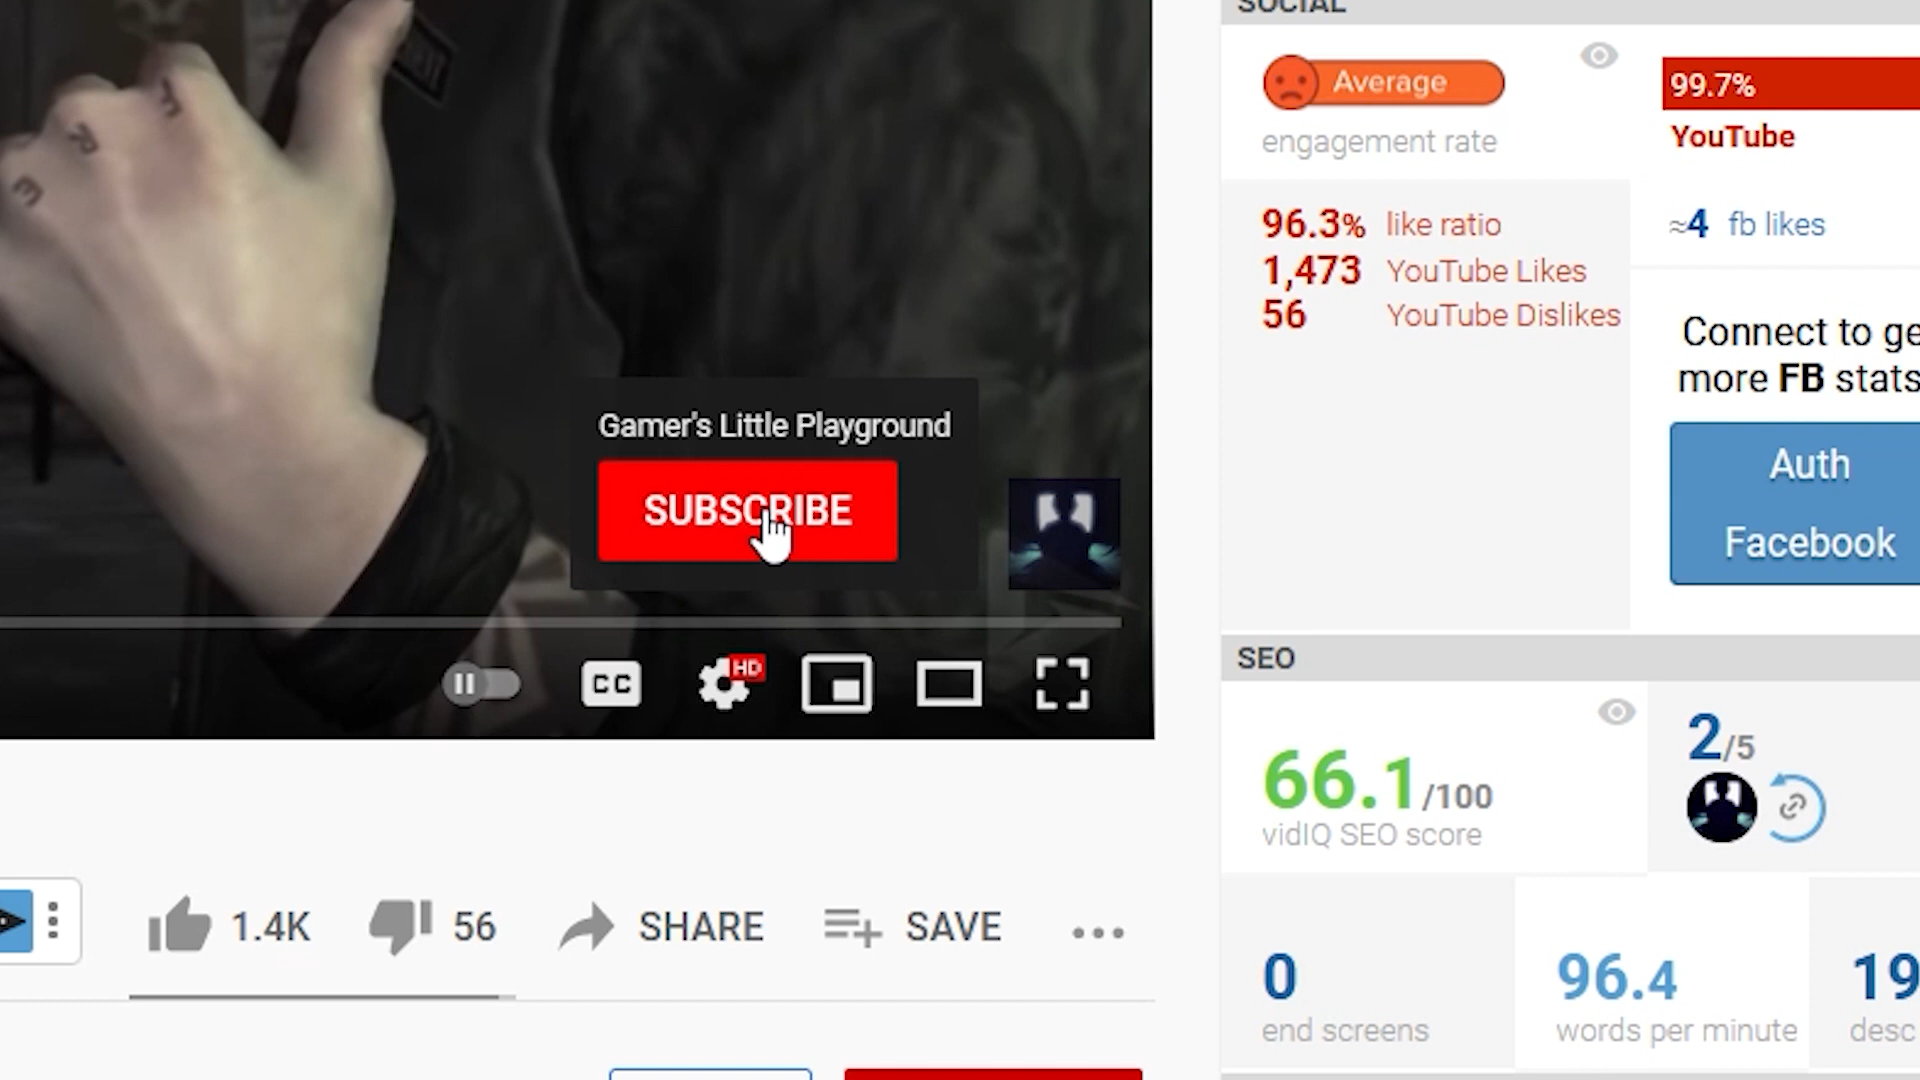 SOCIAL
Average
engagement rate
99.7%
YouTube
96.3% like ratio
1,473 YouTube Likes
56 YouTube Dislikes
≈4 fb likes
Connect to ge
more FB stats
Auth
Facebook
Gamer's Little Playground
SUBSCRIBE
CC
HD
SEO
66.1/100
vidIQ SEO score
2/5
1.4K
56
SHARE
SAVE
0
end screens
96.4
words per minute
19
desc